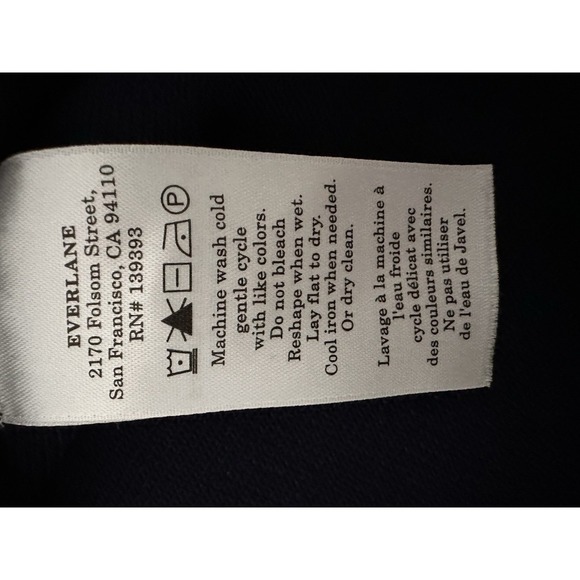 EVERLANE
2170 Folsom Street,
San Francisco, CA 94110
RN# 139393
P
Machine wash cold
gentle cycle
with like colors.
Do not bleach
Reshape when wet.
Lay flat to dry.
Cool iron when needed.
Or dry clean.
Lavage à la machine à
l'eau froide
cycle délicat avec
des couleurs similaires.
Ne pas utiliser
de l'eau de Javel.